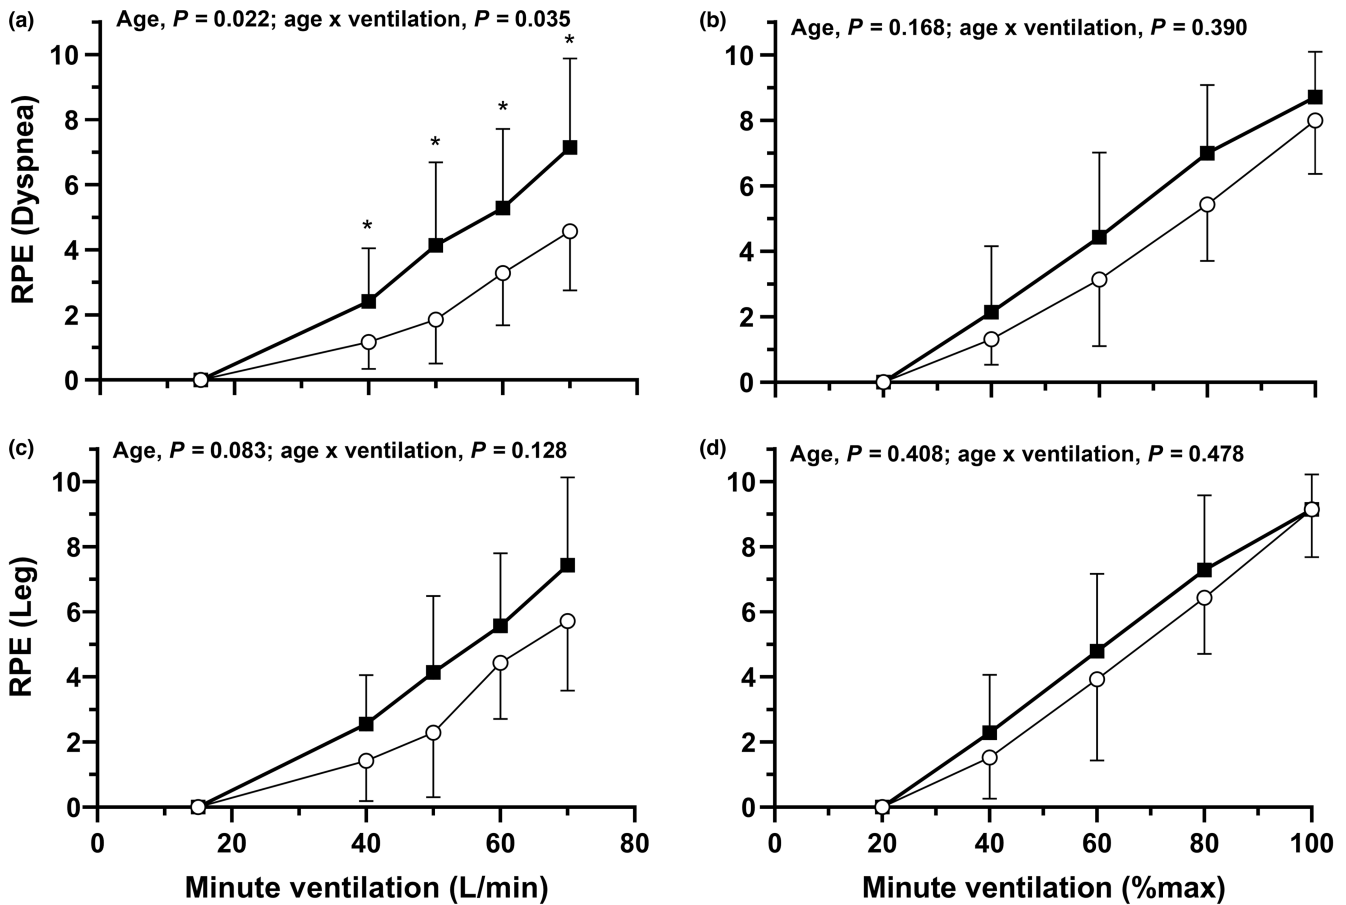 (a)
Age, P = 0.022; age x ventilation, P = 0.035
RPE (Dyspnea)
10
8
6
4
2
0
*
*
*
*
(b)
Age, P = 0.168; age x ventilation, P = 0.390
10
8
6
4
2
0
(c)
Age, P = 0.083; age x ventilation, P = 0.128
RPE (Leg)
10
8
6
4
2
0
0 20 40 60 80
Minute ventilation (L/min)
(d)
Age, P = 0.408; age x ventilation, P = 0.478
10
8
6
4
2
0
0 20 40 60 80 100
Minute ventilation (%max)